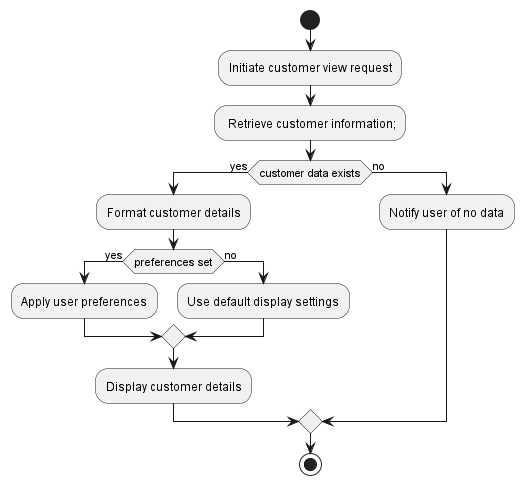 Initiate customer view request
Retrieve customer information;
yes
customer data exists
no
Format customer details
Notify user of no data
yes
preferences set
no
Apply user preferences
Use default display settings
Display customer details